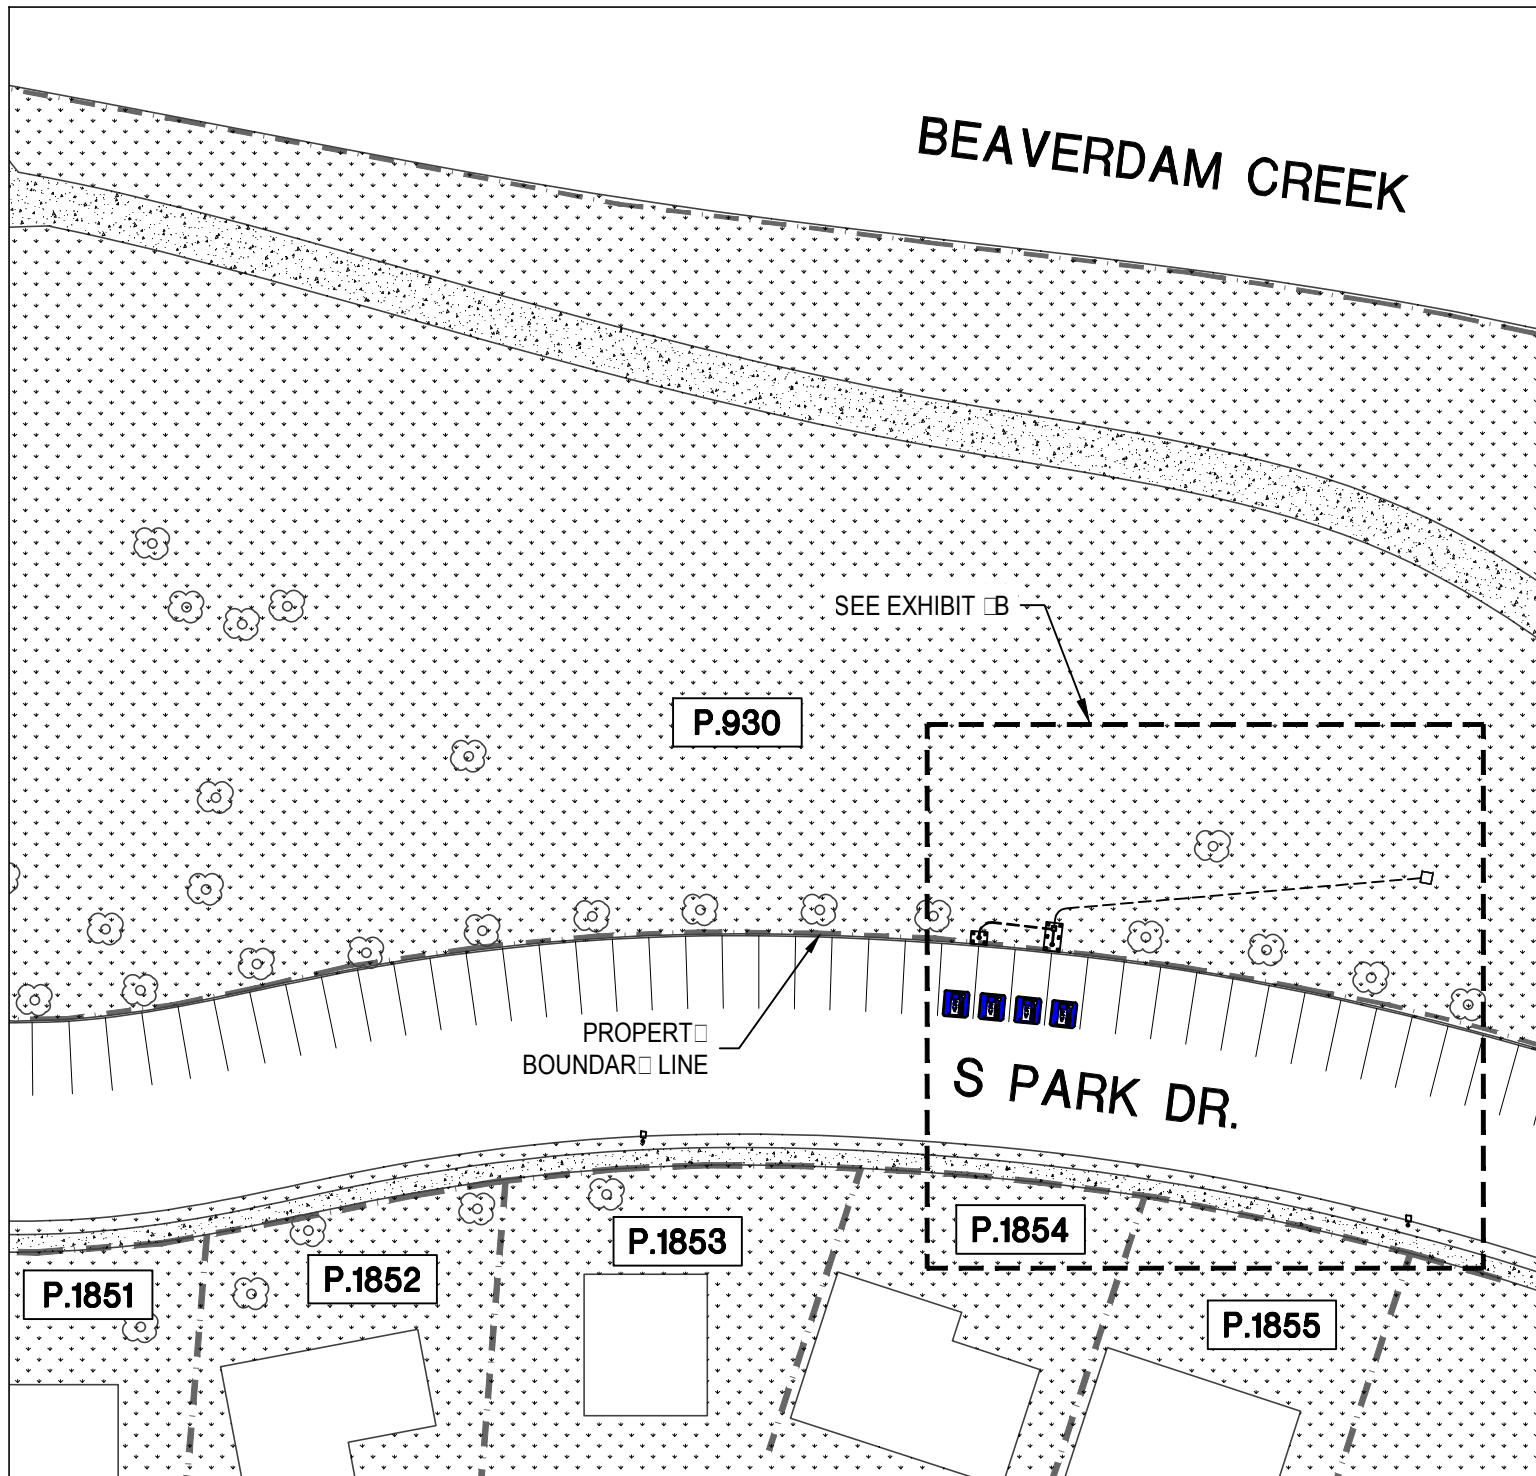 BEAVERDAM CREEK
SEE EXHIBIT □B
P.930
PROPERT□
BOUNDAR□ LINE
S PARK DR.
P.1851
P.1852
P.1853
P.1854
P.1855